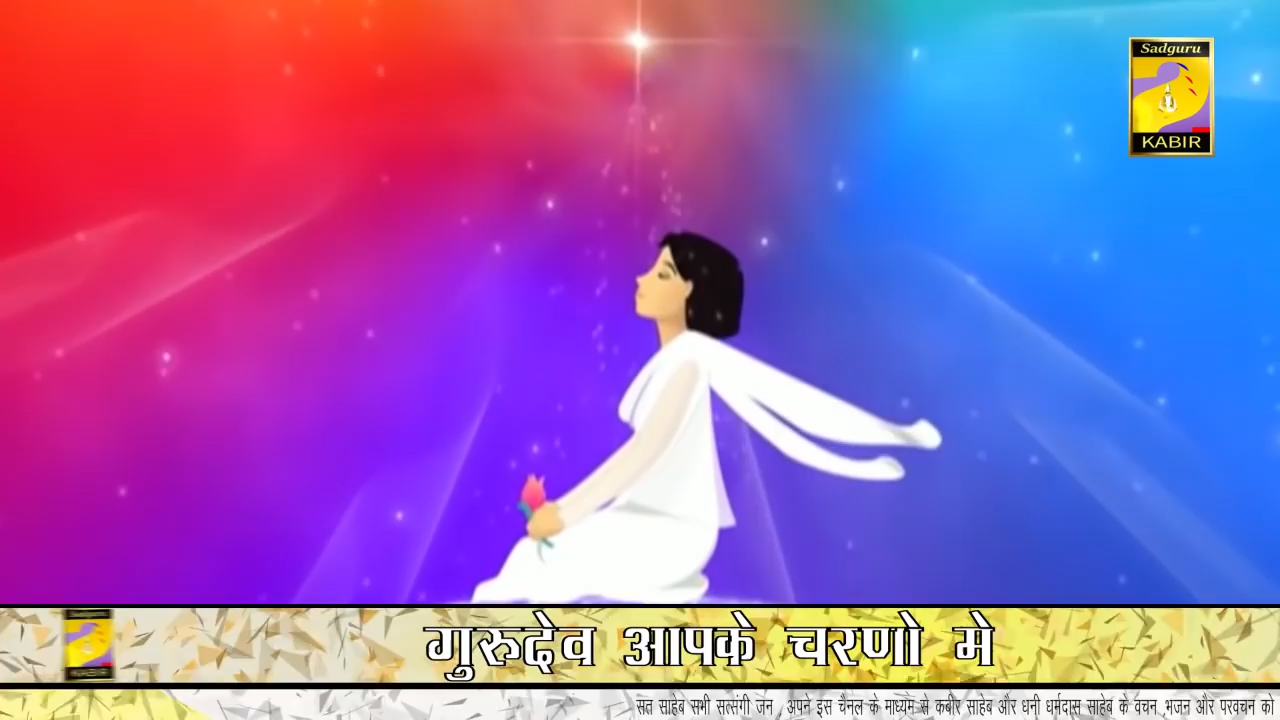 Sadguru
KABIR
गुरुदेव आपके चरणो मे
सत साहेब सभी सत्संगी जन , अपने इस चैनल के माध्यम से कबीर साहेब और धनी धर्मदास साहेब के वचन ,भजन और परवचन को